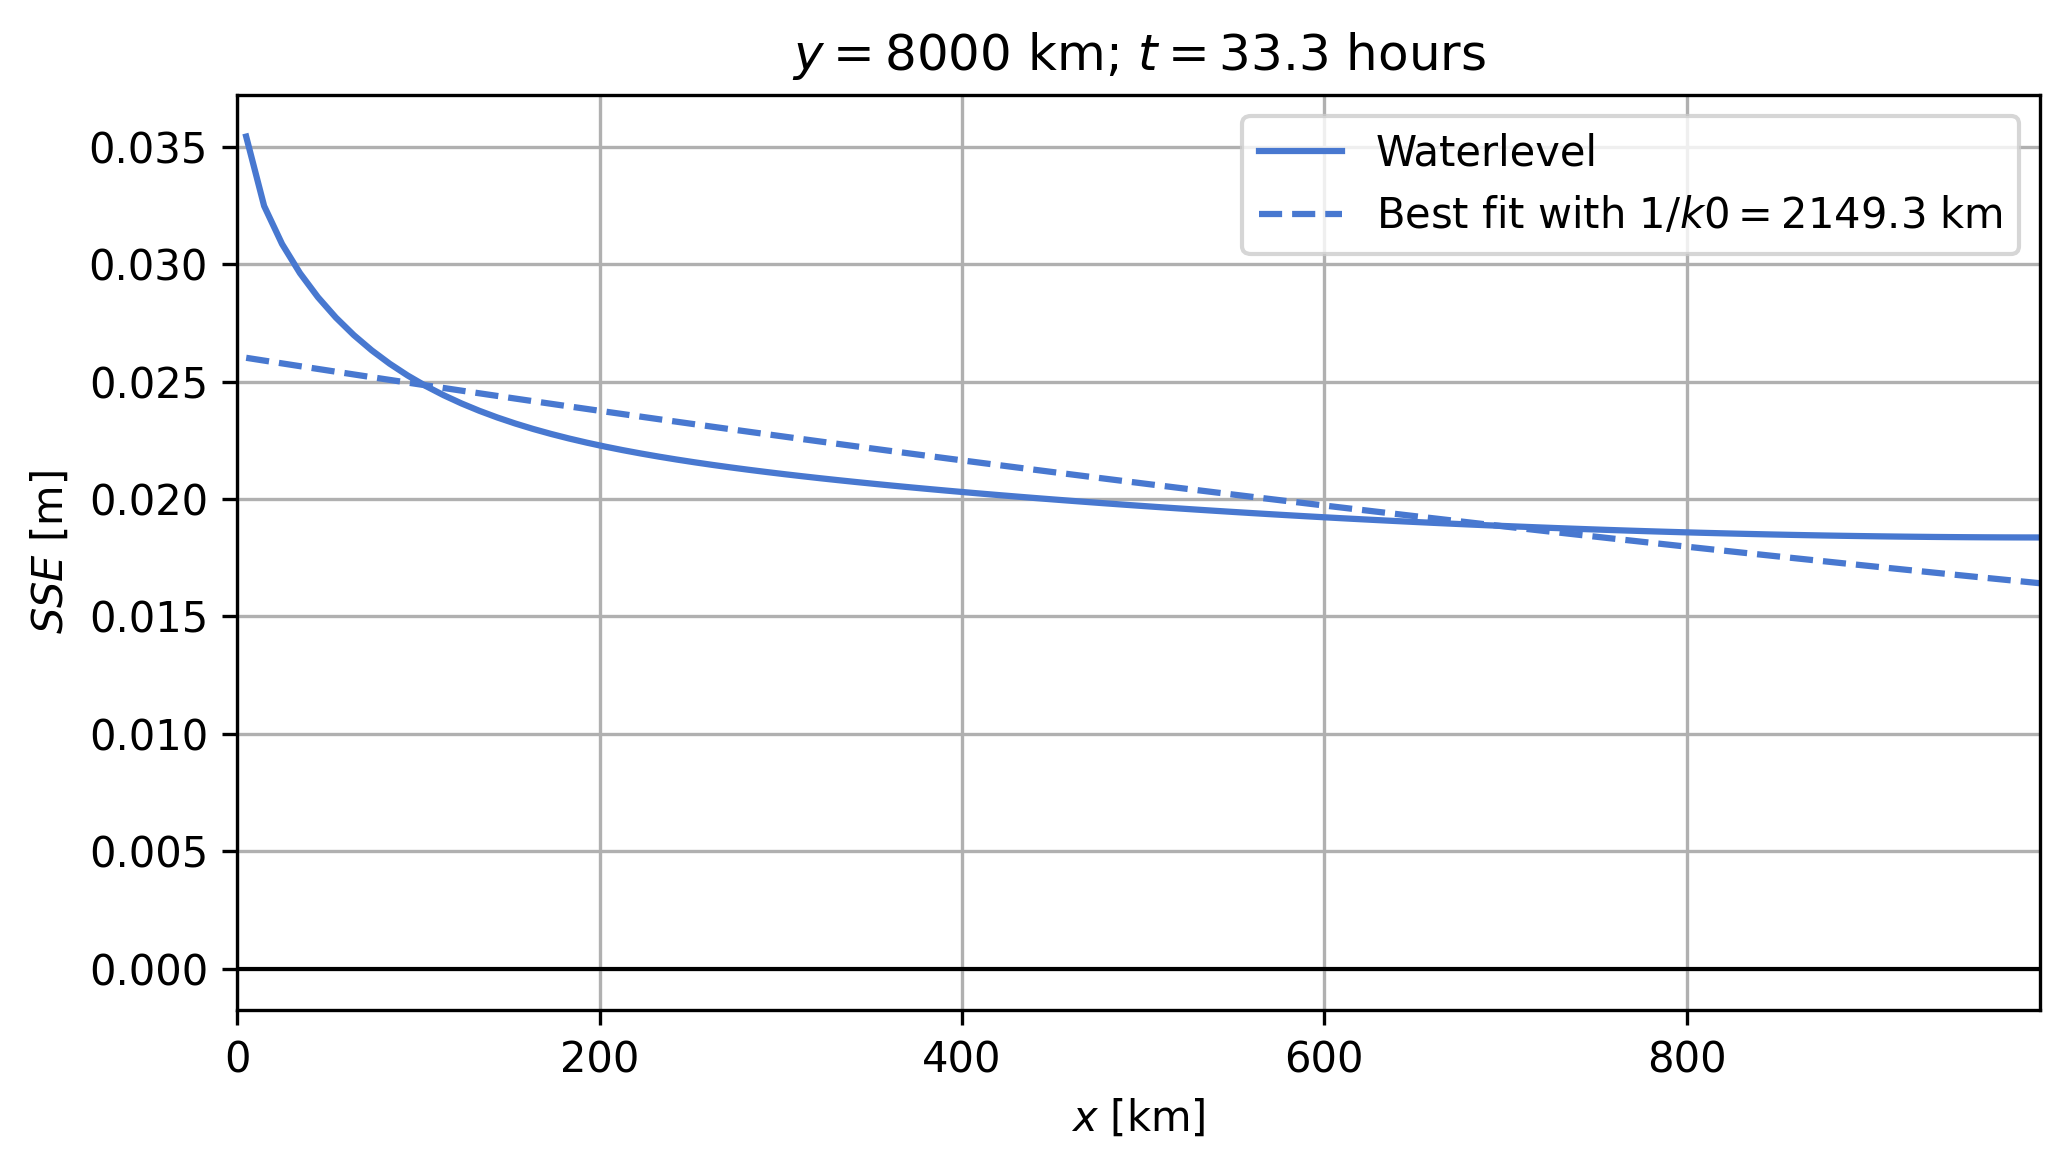 y = 8000 km; t = 33.3 hours
Waterlevel
Best fit with 1/k0 = 2149.3 km
SSE [m]
0.035
0.030
0.025
0.020
0.015
0.010
0.005
0.000
0 200 400 600 800
x [km]